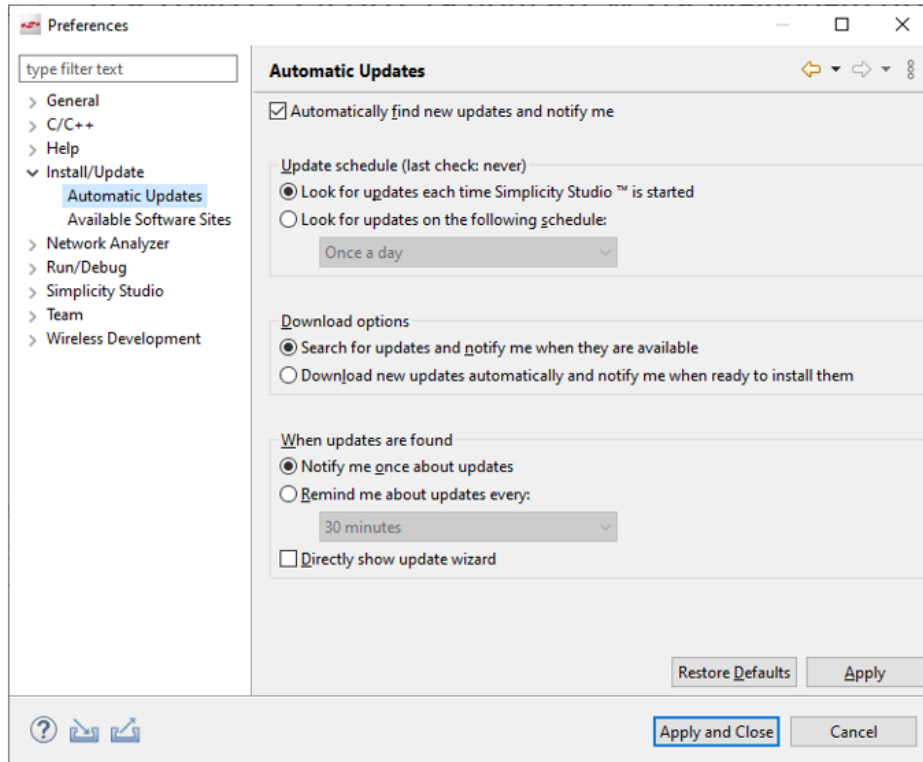 Preferences
type filter text
General
C/C++
Help
Install/Update
Automatic Updates
Available Software Sites
Network Analyzer
Run/Debug
Simplicity Studio
Team
Wireless Development
Automatic Updates
Automatically find new updates and notify me
Update schedule (last check: never)
Look for updates each time Simplicity Studio ™ is started
Look for updates on the following schedule:
Once a day
Download options
Search for updates and notify me when they are available
Download new updates automatically and notify me when ready to install them
When updates are found
Notify me once about updates
Remind me about updates every:
30 minutes
Directly show update wizard
Restore Defaults
Apply
Apply and Close
Cancel